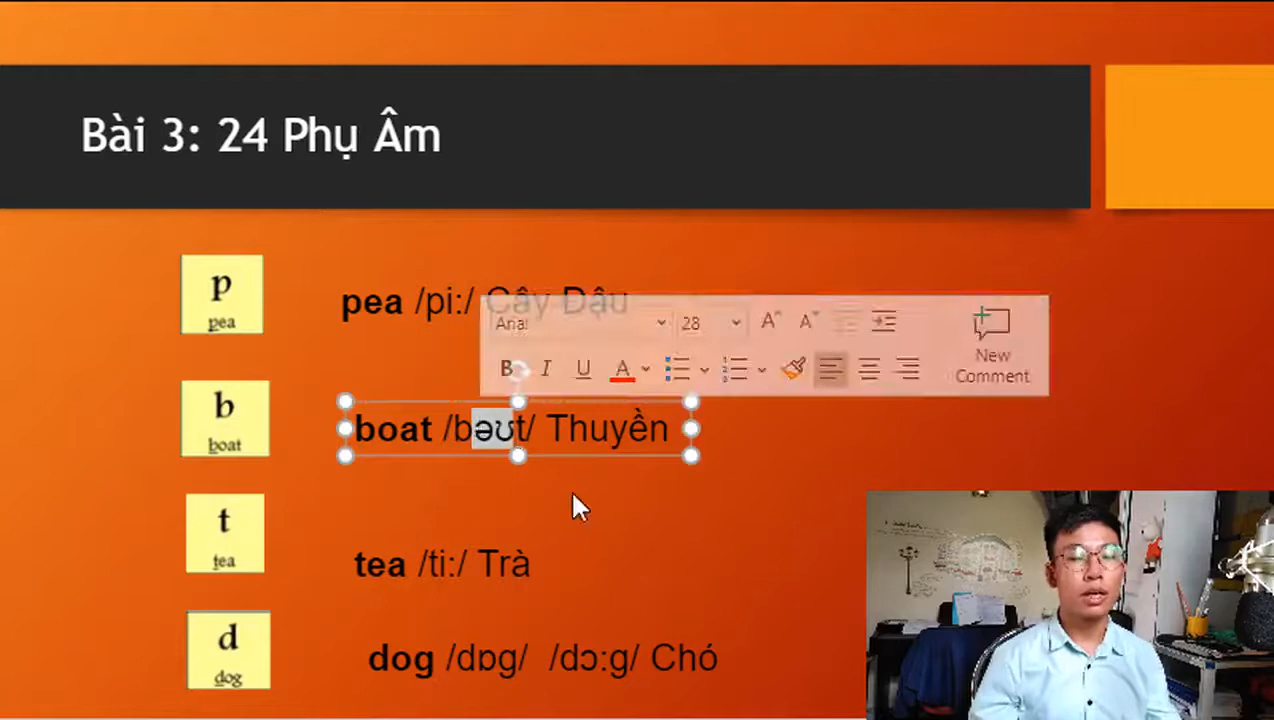 Bài 3: 24 Phụ Âm
p
pea
pea /pi:/ Cây Đậu
Arial
28
B I U A
New
Comment
b
boat
boat /bəʊt/ Thuyền
t
tea
tea /ti:/ Trà
d
dog
dog /dɒg/ /dɔ:g/ Chó